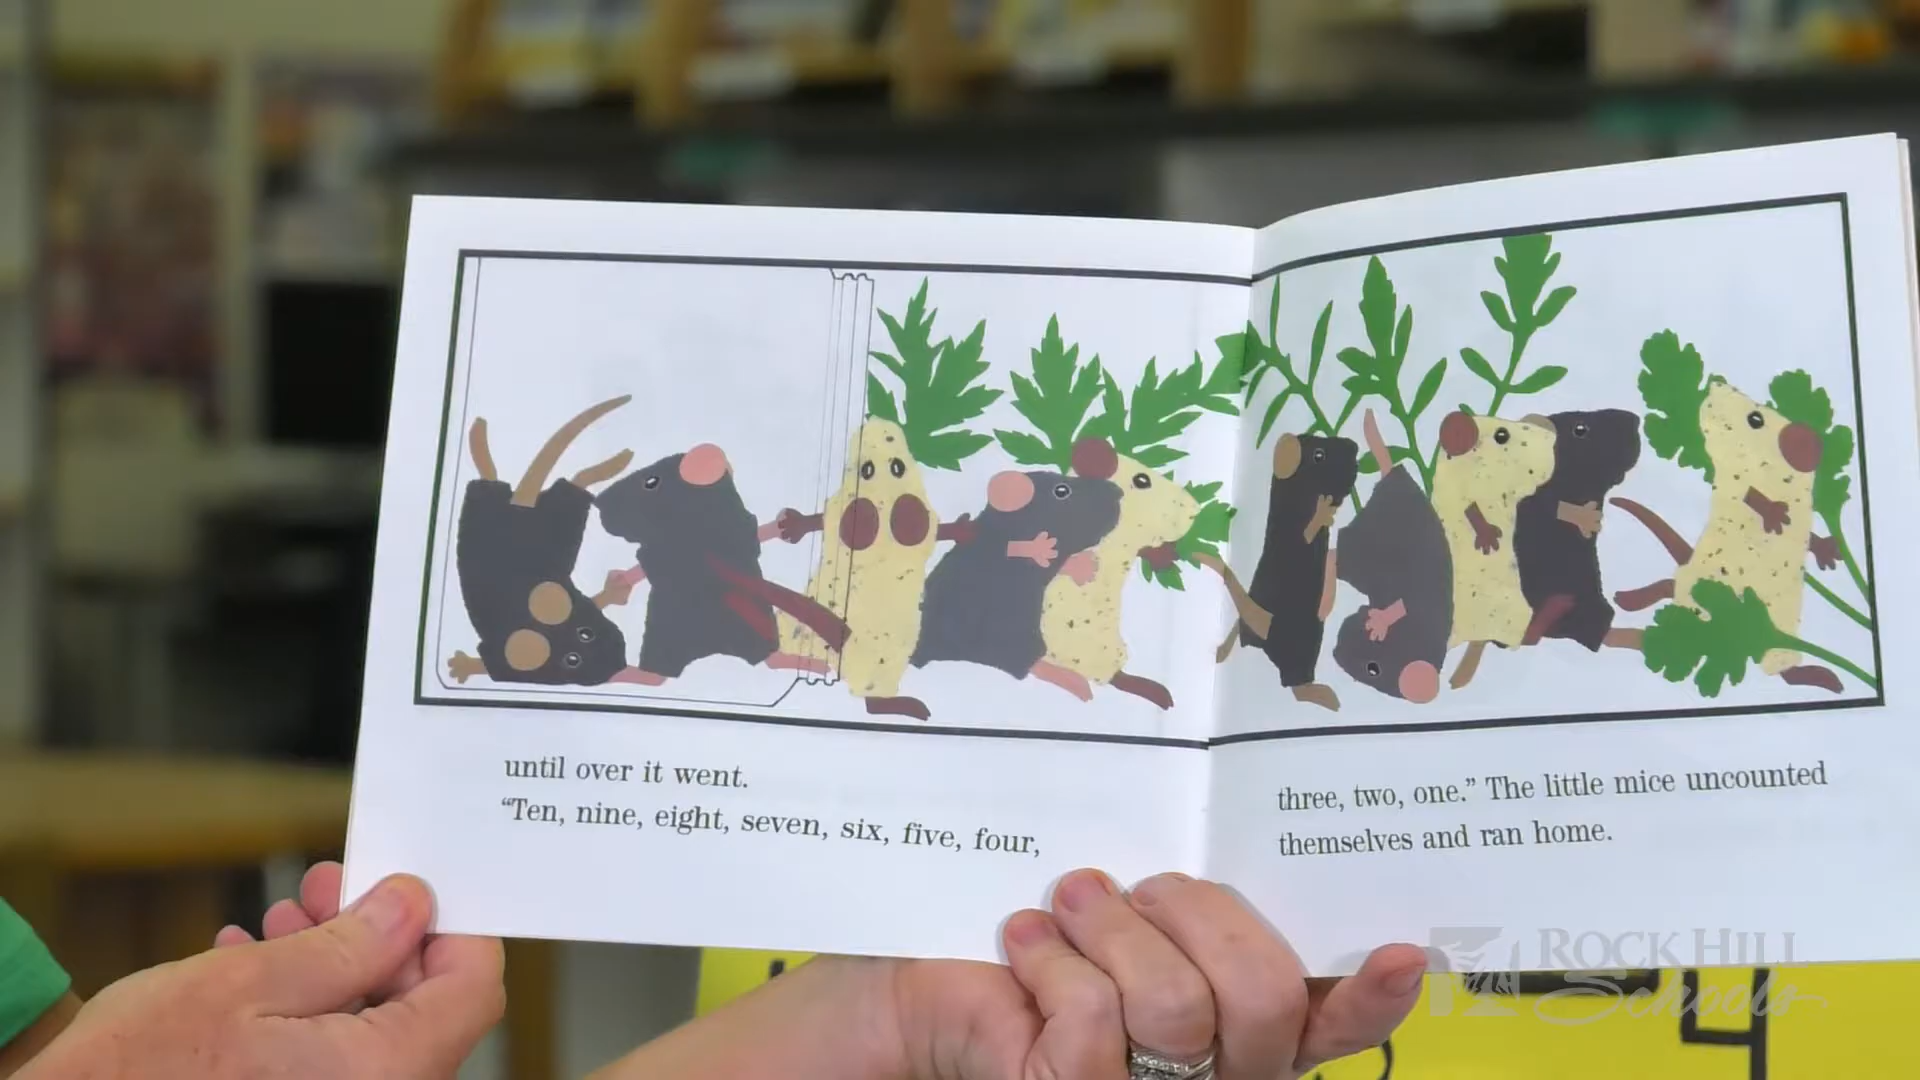 until over it went.
“Ten, nine, eight, seven, six, five, four,
three, two, one.” The little mice uncounted
themselves and ran home.
ROCK HILL
Schools
4